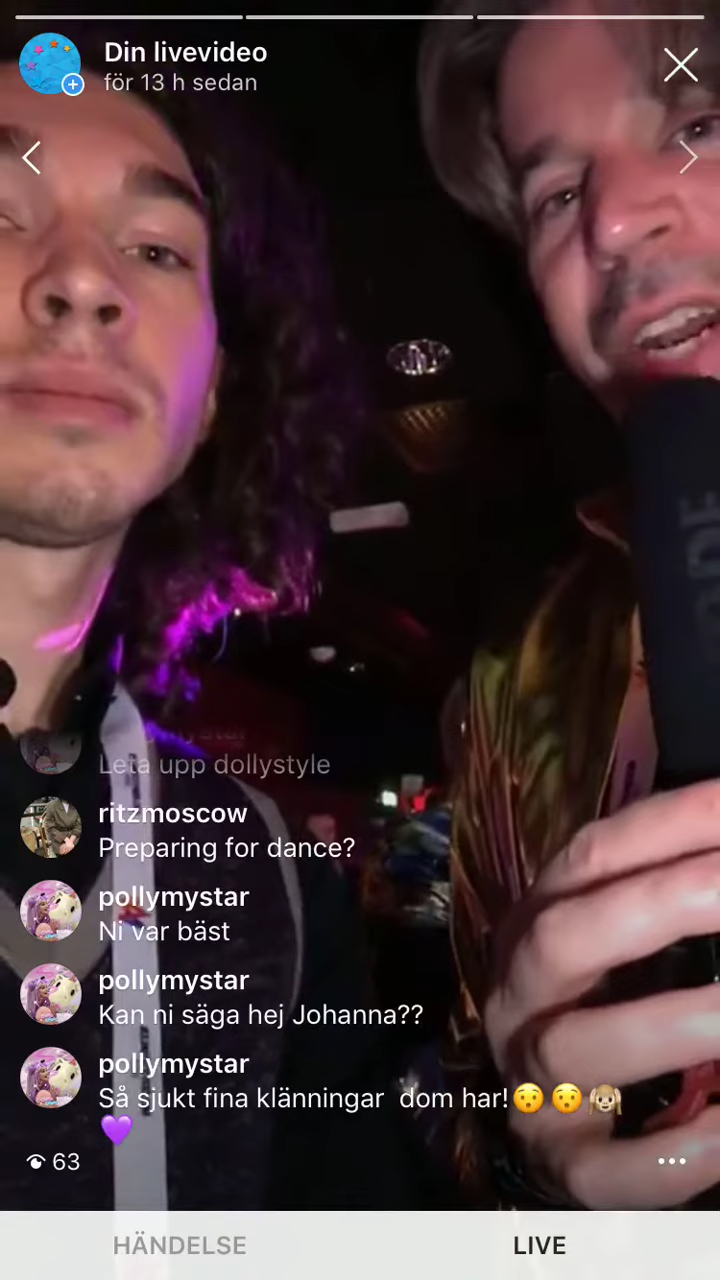 Din livevideo
för 13 h sedan
Leta upp dollystyle
ritzmoscow
Preparing for dance?
pollymystar
Ni var bäst
pollymystar
Kan ni säga hej Johanna??
pollymystar
Så sjukt fina klänningar dom har!😯😯🙉
💜
63
HÄNDELSE
LIVE